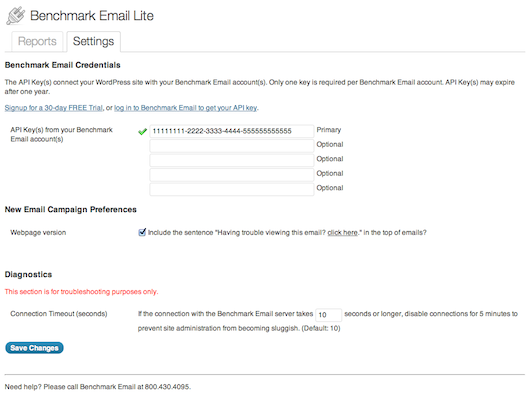 Benchmark Email Lite
Reports Settings
Benchmark Email Credentials
The API Key(s) connect your WordPress site with your Benchmark Email account(s). Only one key is required per Benchmark Email account. API Key(s) may expire
after one year.
Signup for a 30-day FREE Trial, or log in to Benchmark Email to get your API key.
API Key(s) from your Benchmark
Email account(s)
11111111-2222-3333-4444-555555555555 Primary
Optional
Optional
Optional
Optional
New Email Campaign Preferences
Webpage version Include the sentence "Having trouble viewing this email? click here." in the top of emails?
Diagnostics
This section is for troubleshooting purposes only.
Connection Timeout (seconds) If the connection with the Benchmark Email server takes 10 seconds or longer, disable connections for 5 minutes to
prevent site administration from becoming sluggish. (Default: 10)
Save Changes
Need help? Please call Benchmark Email at 800.430.4095.